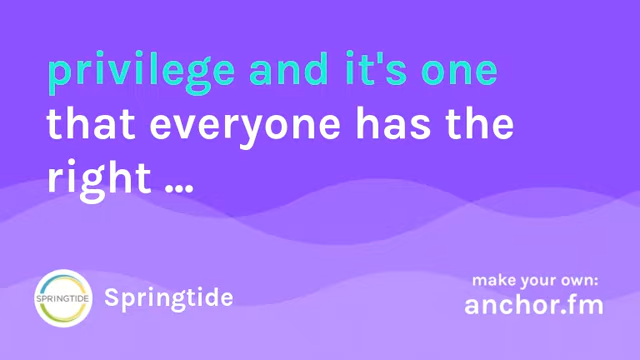 privilege and it's one
that everyone has the
right ...
SPRINGTIDE
Springtide
make your own:
anchor.fm